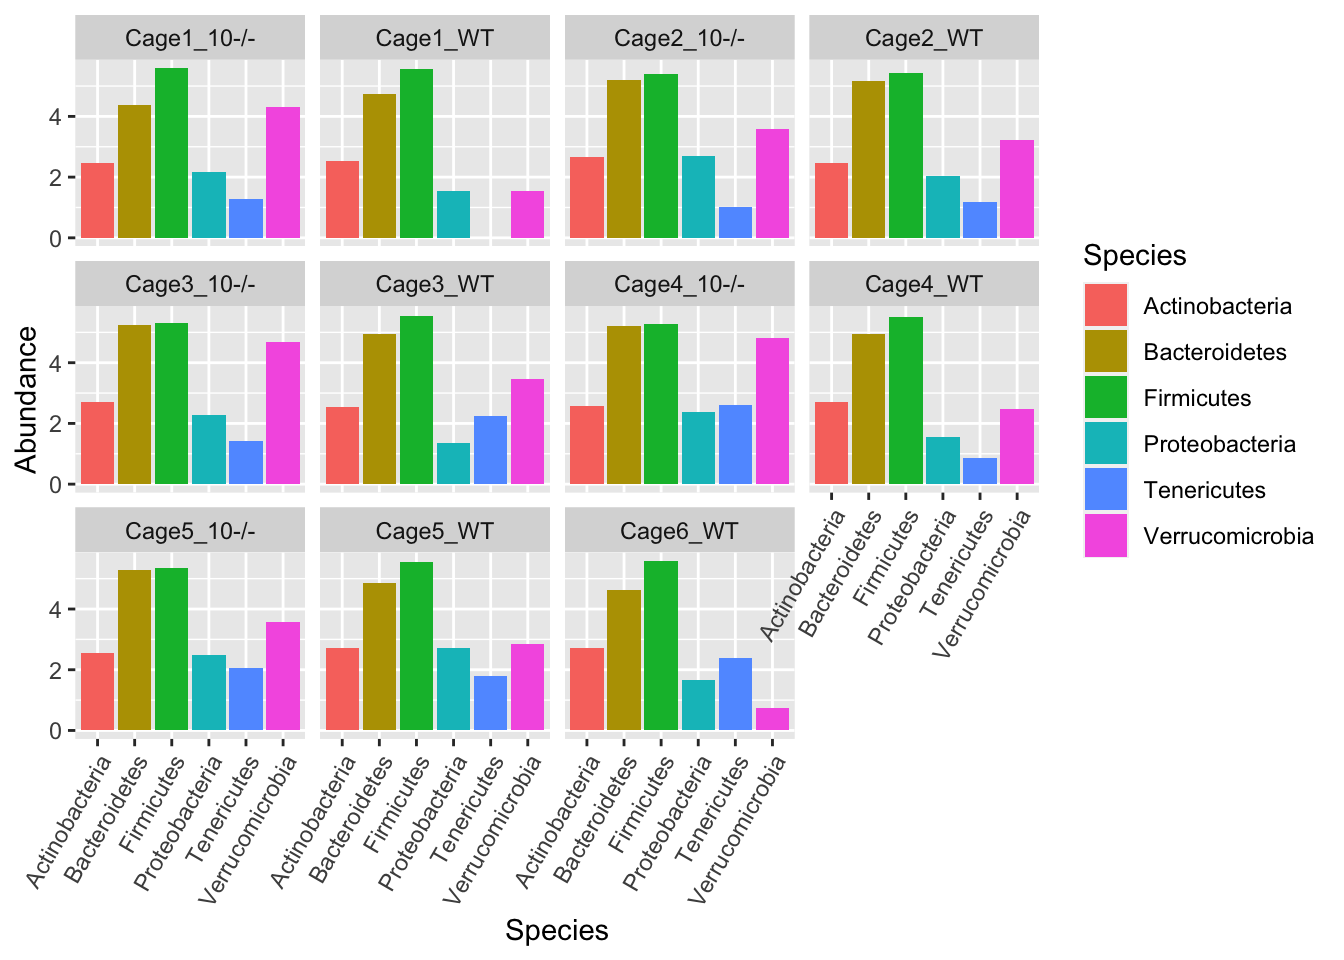 Cage1_10-/-
Cage1_WT
Cage2_10-/-
Cage2_WT
4
2
0
Cage3_10-/-
Cage3_WT
Cage4_10-/-
Cage4_WT
4
2
0
Cage5_10-/-
Cage5_WT
Cage6_WT
4
2
0
Actinobacteria
Bacteroidetes
Firmicutes
Proteobacteria
Tenericutes
Verrucomicrobia
Actinobacteria
Bacteroidetes
Firmicutes
Proteobacteria
Tenericutes
Verrucomicrobia
Actinobacteria
Bacteroidetes
Firmicutes
Proteobacteria
Tenericutes
Verrucomicrobia
Actinobacteria
Bacteroidetes
Firmicutes
Proteobacteria
Tenericutes
Verrucomicrobia
Abundance
Species
Species
Actinobacteria
Bacteroidetes
Firmicutes
Proteobacteria
Tenericutes
Verrucomicrobia